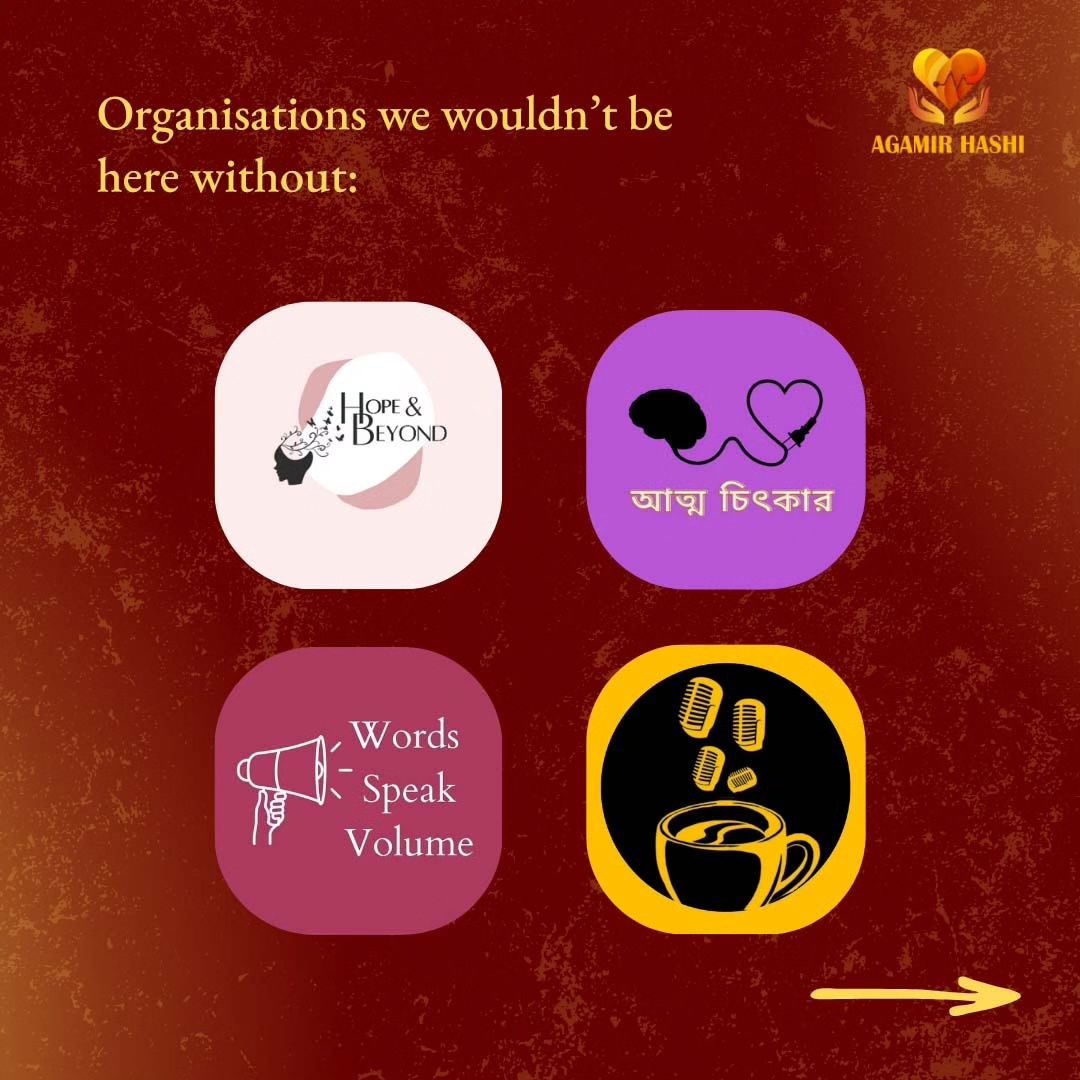 Organisations we wouldn’t be
here without:
AGAMIR HASHI
HOPE &
BEYOND
আত্ম চিৎকার
Words
Speak
Volume